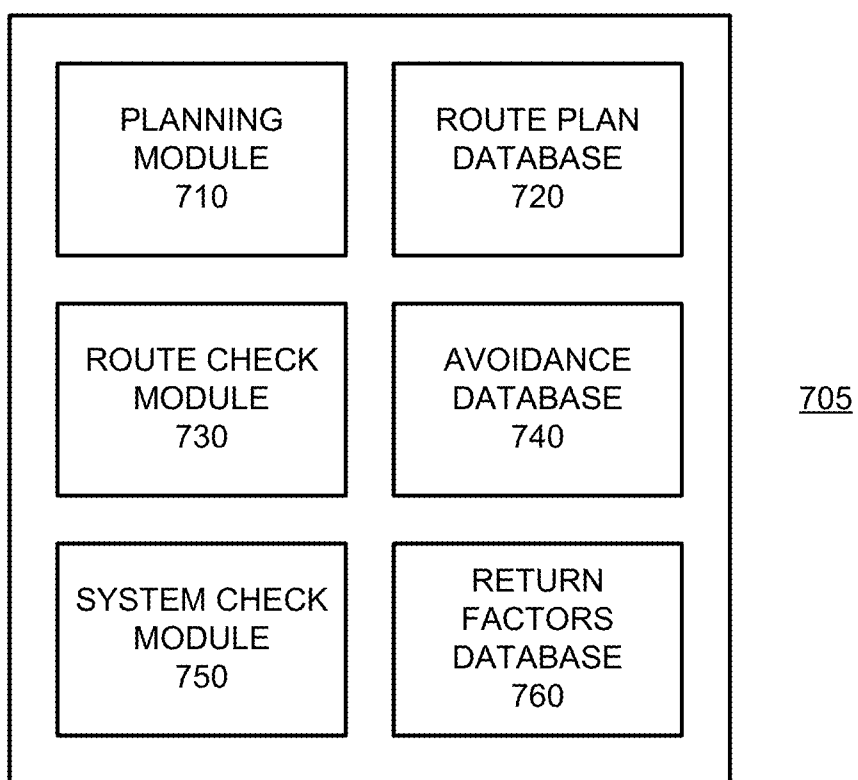 PLANNING
MODULE
710
ROUTE PLAN
DATABASE
720
ROUTE CHECK
MODULE
730
AVOIDANCE
DATABASE
740
705
SYSTEM CHECK
MODULE
750
RETURN
FACTORS
DATABASE
760